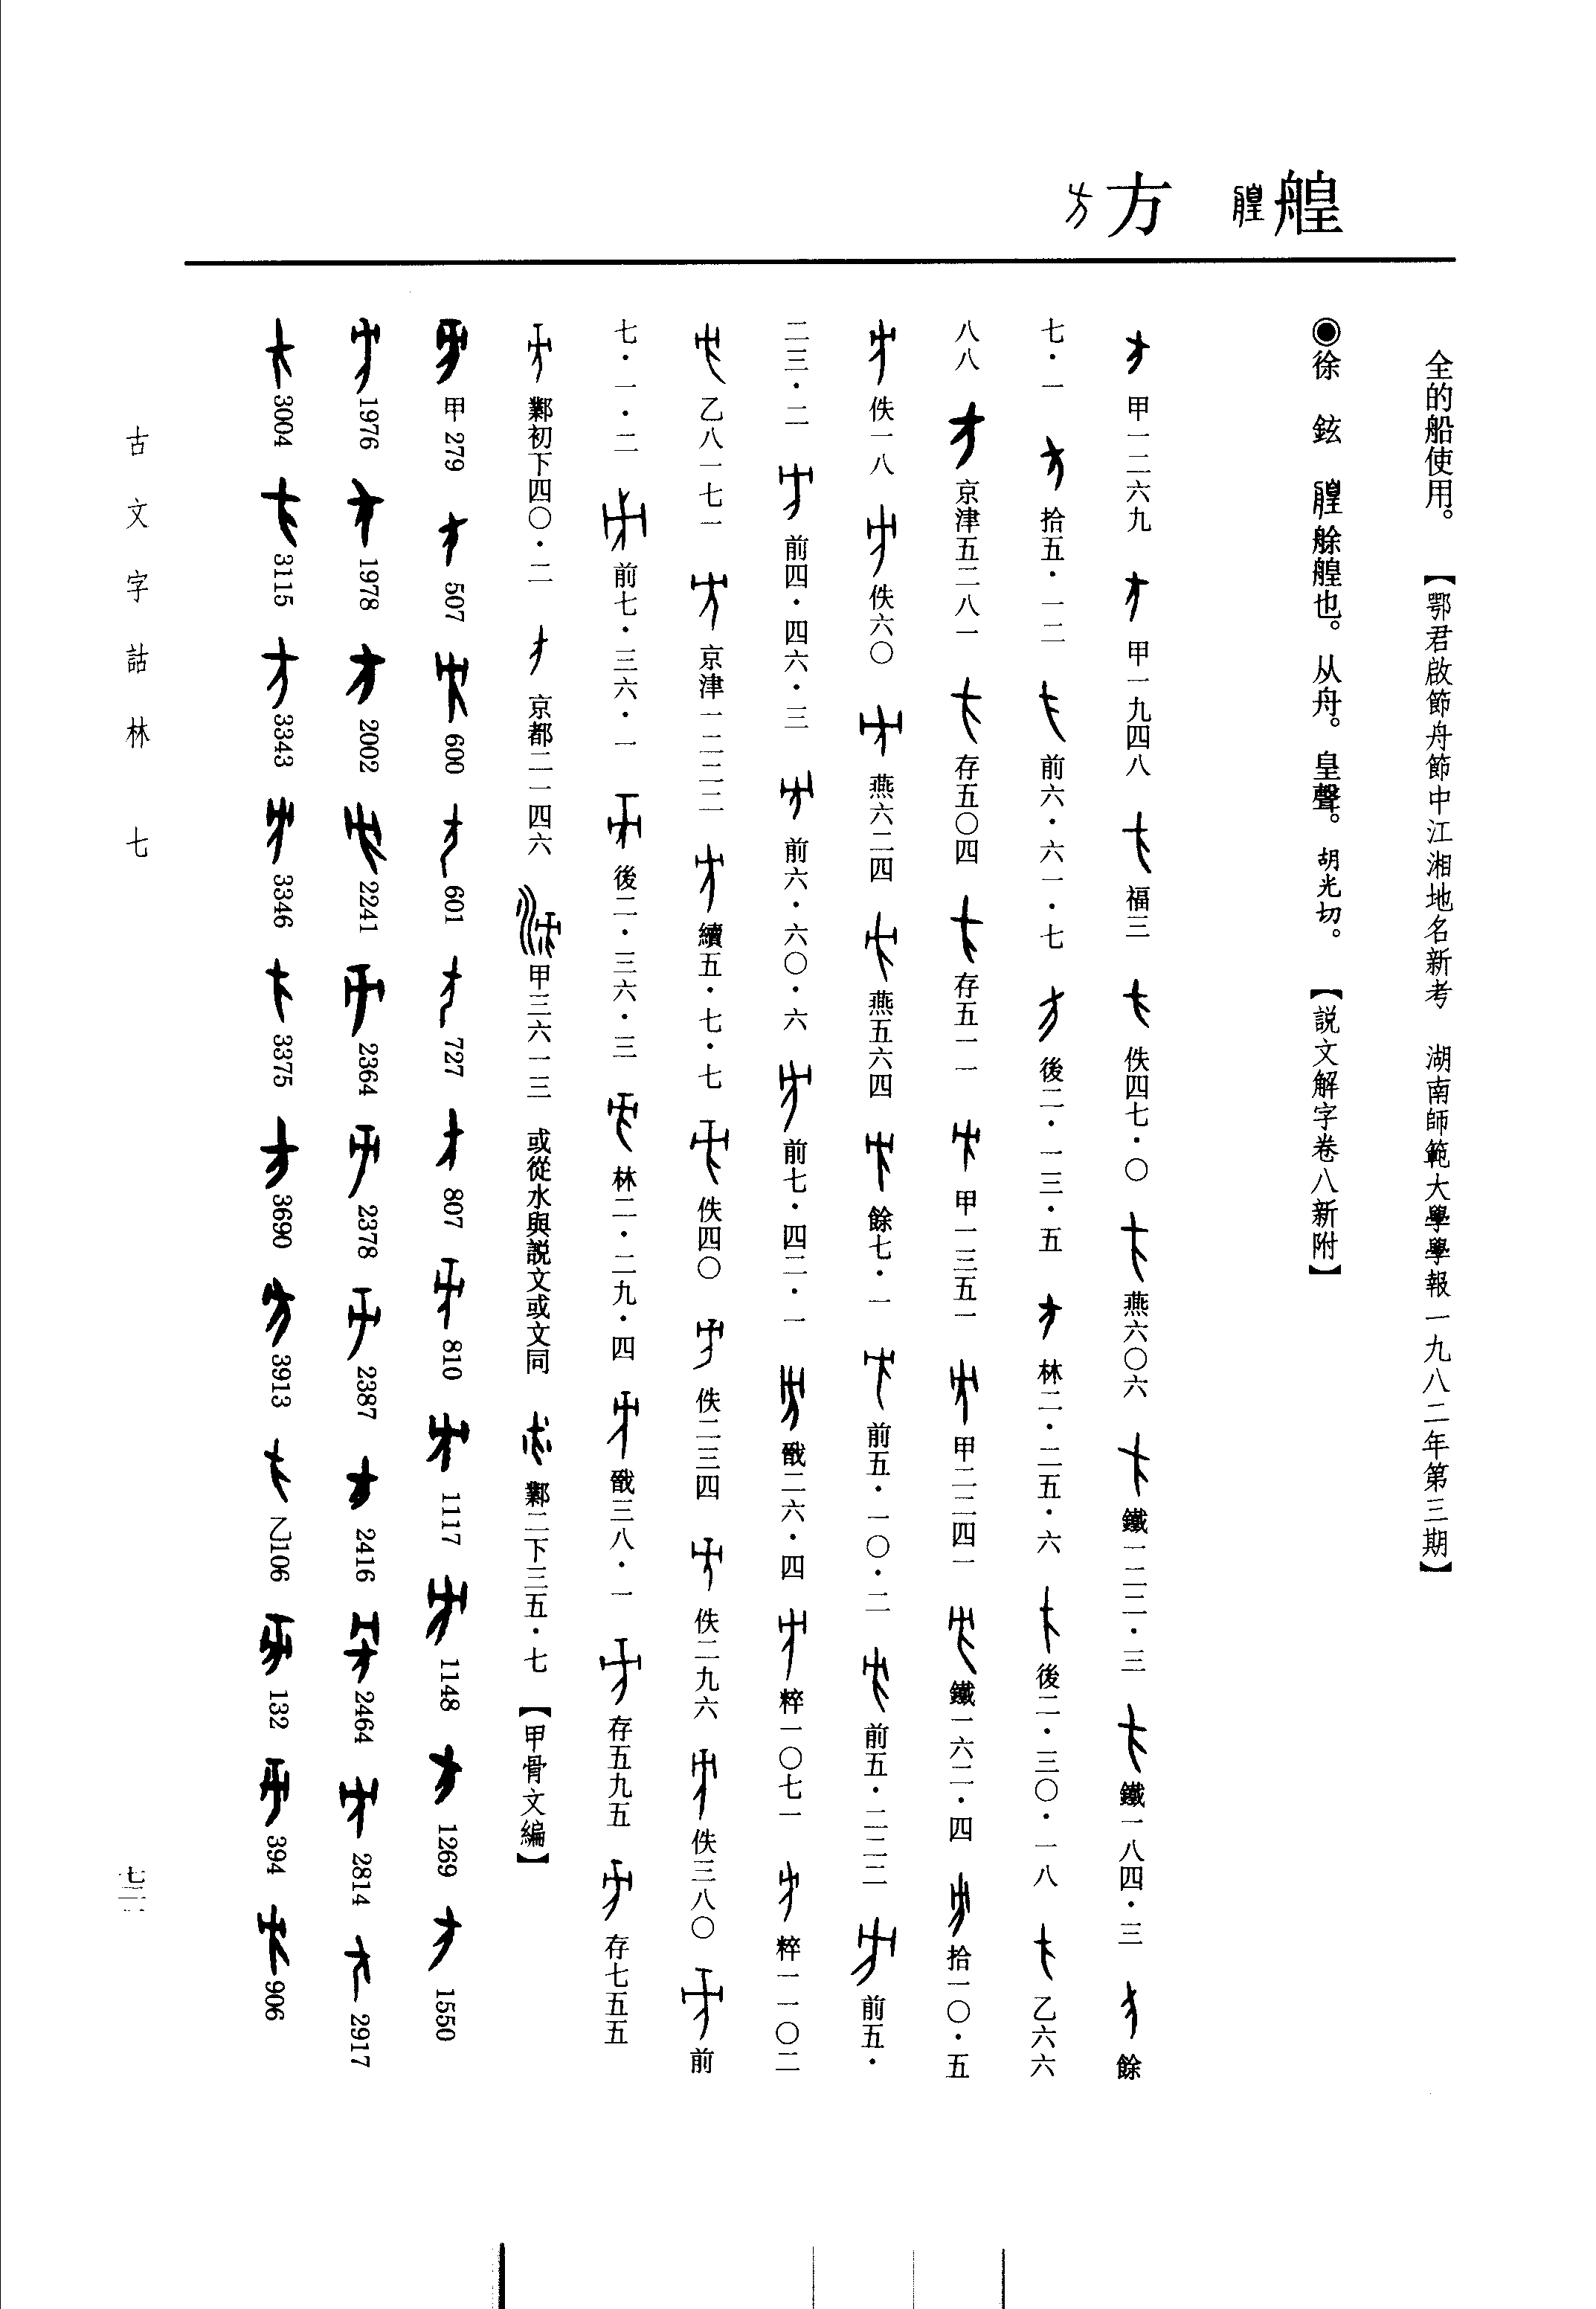 艎 方
全的船使用。 【鄂君啟節舟節中江湘地名新考 湖南師範大學學報一九八二年第三期】
◉徐 鉉 艅艎也。从舟。皇聲。胡光切。 【説文解字卷八新附】
甲一二六九 甲一九四八 福三 佚四七·〇 燕六〇六 鐵一二二·三 鐵一八四·三 餘
七·一 拾五·一二 前六·六一·七 後二·一三·五 林二·二五·六 後二·三〇·一八 乙六六
八八 京津五二八一 存五〇四 存五一一 甲一三五一 甲二二四一 鐵一六二·四 拾一〇·五
佚一八 佚六〇 燕六二四 燕五六四 餘七·一 前五·一〇·二 前五·二二二 前五·
二三·二 前四·四六·三 前六·六〇·六 前七·四二·一 戩二六·四 粹一〇七一 粹一一〇二
乙八一七一 京津一二二二 續五·七·七 佚四〇 佚二三四 佚二九六 佚三八〇 前
七·一·二 前七·三六·一 後二·三六·三 林二·二九·四 戩三八·一 存五九五 存七五五
鄴初下四〇·二 京都二一四六 甲三六一三 或從水與説文或文同 鄴二下三五·七 【甲骨文編】
甲279 507 600 601 727 807 810 1117 1148 1269 1550
1976 1978 2002 2241 2364 2378 2387 2416 2464 2814 2917
3004 3115 3343 3346 3375 3690 3913 乙106 132 394 906
古文字詁林 七